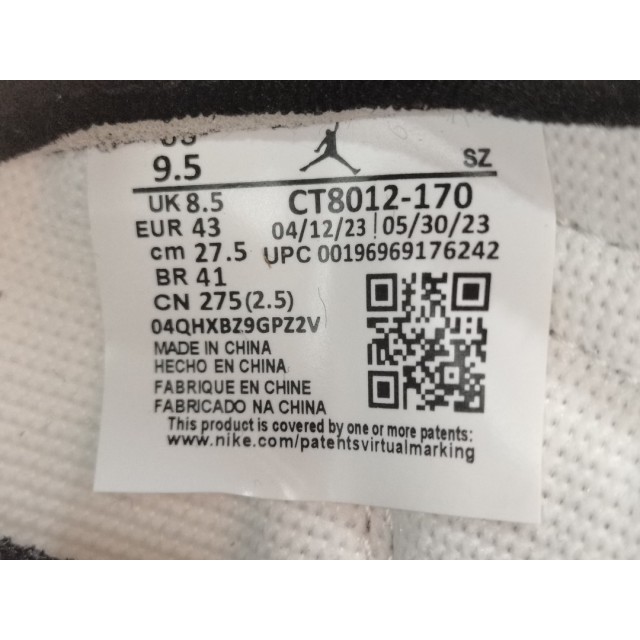 US
9.5
SZ
UK 8.5
CT8012-170
EUR 43
04/12/23 | 05/30/23
cm 27.5
UPC 00196969176242
BR 41
CN 275(2.5)
04QHXBZ9GPZ2V
MADE IN CHINA
HECHO EN CHINA
FABRIQUE EN CHINE
FABRICADO NA CHINA
This product is covered by one or more patents:
www.nike.com/patentsvirtualmarking